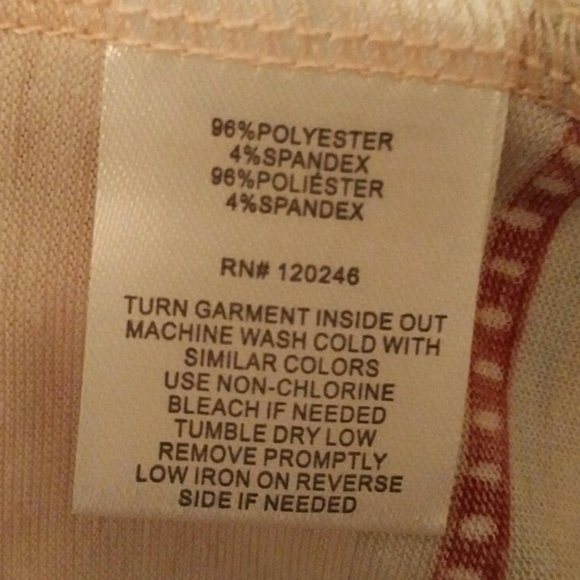 96%POLYESTER
4%SPANDEX
96%POLIÉSTER
4%SPANDEX
RN# 120246
TURN GARMENT INSIDE OUT
MACHINE WASH COLD WITH
SIMILAR COLORS
USE NON-CHLORINE
BLEACH IF NEEDED
TUMBLE DRY LOW
REMOVE PROMPTLY
LOW IRON ON REVERSE
SIDE IF NEEDED